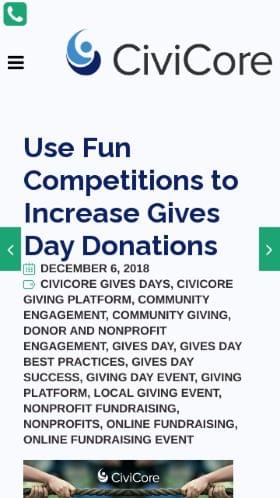 CiviCore
Use Fun
Competitions to
Increase Gives
Day Donations
DECEMBER 6, 2018
CIVICORE GIVES DAYS, CIVICORE
GIVING PLATFORM, COMMUNITY
ENGAGEMENT, COMMUNITY GIVING,
DONOR AND NONPROFIT
ENGAGEMENT, GIVES DAY, GIVES DAY
BEST PRACTICES, GIVES DAY
SUCCESS, GIVING DAY EVENT, GIVING
PLATFORM, LOCAL GIVING EVENT,
NONPROFIT FUNDRAISING,
NONPROFITS, ONLINE FUNDRAISING,
ONLINE FUNDRAISING EVENT
CiviCore